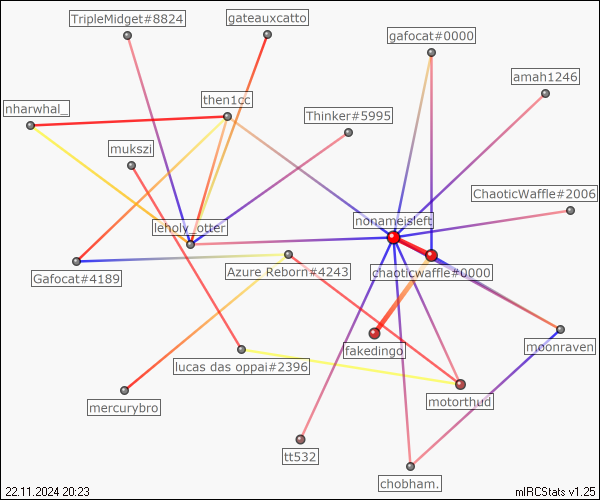 TripleMidget#8824
gateauxcatto
gafocat#0000
amah1246
nharwhal_
then1cc
Thinker#5995
mukszi
ChaoticWaffle#2006
nonameisleft
leholy_otter
Gafocat#4189
Azure Reborn#4243
chaoticwaffle#0000
moonraven
fakedingo
lucas das oppai#2396
mercurybro
motorthud
tt532
chobham.
22.11.2024 20:23
mIRCStats v1.25